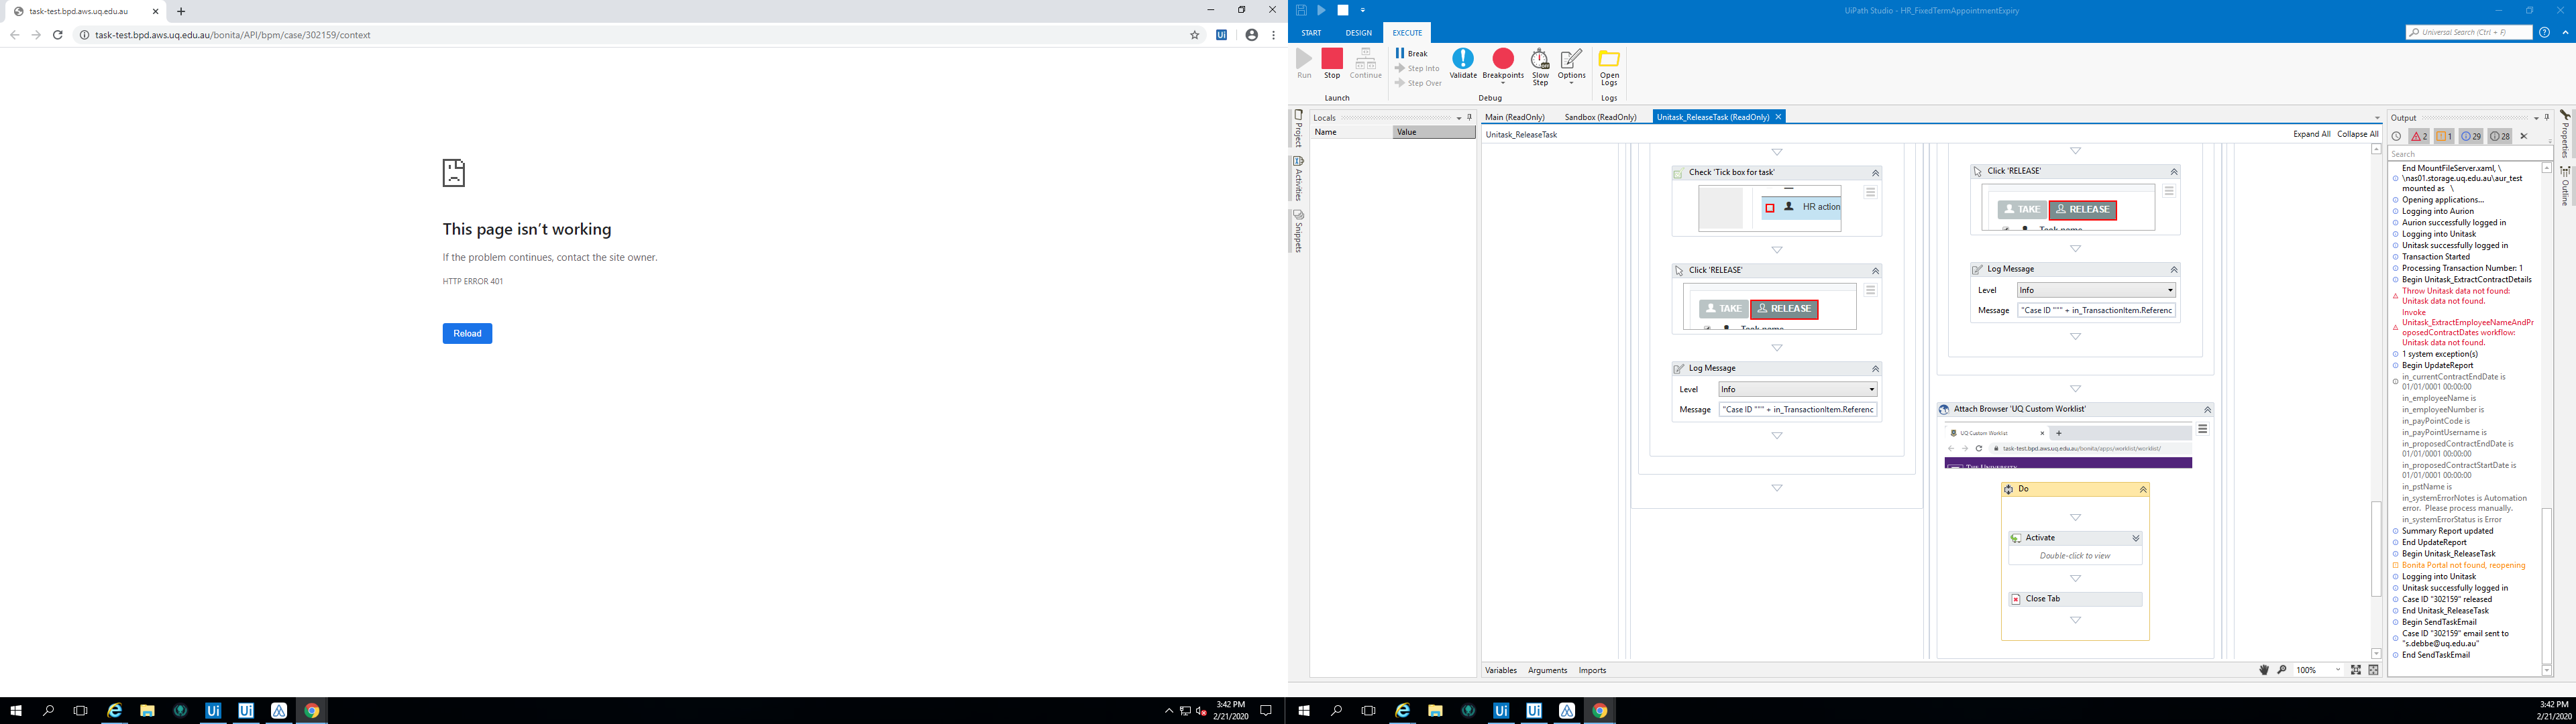 task-test.bpd.aws.uq.edu.au
task-test.bpd.aws.uq.edu.au/bonita/API/bpm/case/302159/context
This page isn't working
If the problem continues, contact the site owner.
HTTP ERROR 401
Reload
3:42 PM
2/21/2020
UiPath Studio - HR_FixedTermAppointmentExpiry
START DESIGN EXECUTE
Universal Search (Ctrl + F)
Run Stop Continue
Break
Step Into
Step Over
Validate Breakpoints Slow Step Options Open Logs
Launch Debug Logs
Project
Activities
Snippets
Locals
Name Value
Main (ReadOnly) Sandbox (ReadOnly) Unitask_ReleaseTask (ReadOnly)
Unitask_ReleaseTask
Expand All Collapse All
Check 'Tick box for task'
HR action
Click 'RELEASE'
TAKE RELEASE
Task name
Log Message
Level Info
Message "Case ID """ + in_TransactionItem.Referenc
Click 'RELEASE'
TAKE RELEASE
Task name
Log Message
Level Info
Message "Case ID """ + in_TransactionItem.Referenc
Attach Browser 'UQ Custom Worklist'
UQ Custom Worklist
task-test.bpd.aws.uq.edu.au/bonita/apps/worklist/worklist/
THE UNIVERSITY
Do
Activate
Double-click to view
Close Tab
Variables Arguments Imports
100%
Output
2 1 29 28
Search
End MountFileServer.xaml, \
\nas01.storage.uq.edu.au\aur_test
mounted as \
Opening applications...
Logging into Aurion
Aurion successfully logged in
Logging into Unitask
Unitask successfully logged in
Transaction Started
Processing Transaction Number: 1
Begin Unitask_ExtractContractDetails
Throw Unitask data not found:
Unitask data not found.
Invoke
Unitask_ExtractEmployeeNameAndPr
oposedContractDates workflow:
Unitask data not found.
1 system exception(s)
Begin UpdateReport
in_currentContractEndDate is
01/01/0001 00:00:00
in_employeeName is
in_employeeNumber is
in_payPointCode is
in_payPointUsername is
in_proposedContractEndDate is
01/01/0001 00:00:00
in_proposedContractStartDate is
01/01/0001 00:00:00
in_pstName is
in_systemErrorNotes is Automation
error. Please process manually.
in_systemErrorStatus is Error
Summary Report updated
End UpdateReport
Begin Unitask_ReleaseTask
Bonita Portal not found, reopening
Logging into Unitask
Unitask successfully logged in
Case ID "302159" released
End Unitask_ReleaseTask
Begin SendTaskEmail
Case ID "302159" email sent to
"s.debbe@uq.edu.au"
End SendTaskEmail
Properties
Outline
3:42 PM
2/21/2020